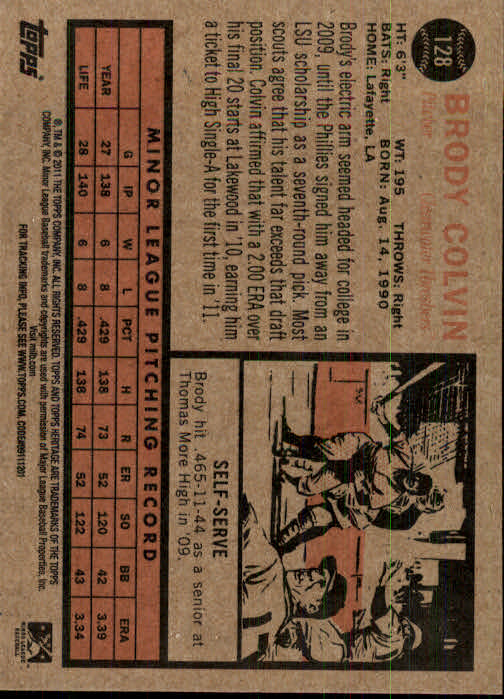 128
BRODY COLVIN
Pitcher Clearwater Threshers
HT: 6'3" WT: 195 THROWS: Right
BATS: Right BORN: Aug. 14, 1990
HOME: Lafayette, LA
Brody's electric arm seemed headed for college in
2009, until the Phillies signed him away from an
LSU scholarship as a seventh-round pick. Most
scouts agree that his talent far exceeds that draft
position. Colvin affirmed that with a 2.00 ERA over
his final 20 starts at Lakewood in '10, earning him
a ticket to High Single-A for the first time in '11.
SELF-SERVE
Brody hit .465-11-44 as a senior at
Thomas More High in '09.
MINOR LEAGUE PITCHING RECORD
G IP W L PCT H R ER SO BB ERA
YEAR 27 138 6 8 .429 138 73 52 120 42 3.39
LIFE 28 140 6 8 .429 138 74 52 122 43 3.34
TOPPS
®, TM & © 2011 THE TOPPS COMPANY, INC. ALL RIGHTS RESERVED. TOPPS AND TOPPS HERITAGE ARE TRADEMARKS OF THE TOPPS
COMPANY, INC. Minor League Baseball trademarks and copyrights are used with permission of Major League Baseball Properties, Inc.
Visit milb.com
FOR TRACKING INFO, PLEASE SEE WWW.TOPPS.COM. CODE#89111201
MINOR LEAGUE
BASEBALL